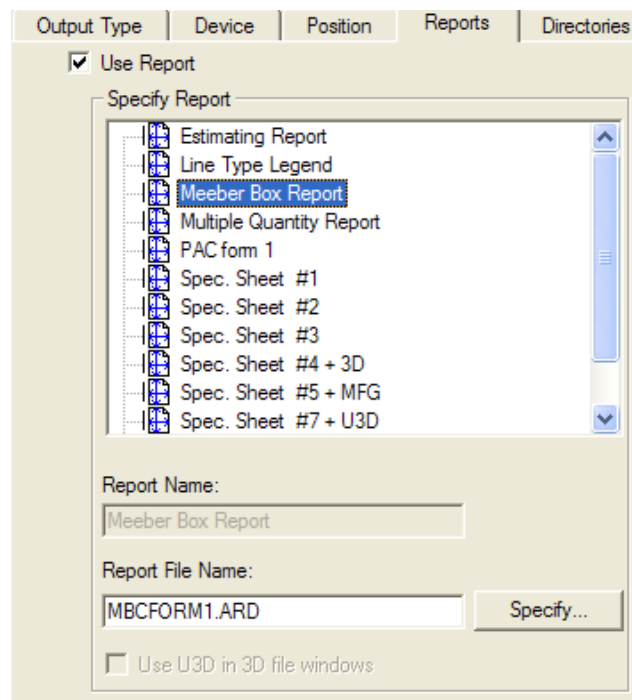 Output Type Device Position Reports Directories
Use Report
Specify Report
Estimating Report
Line Type Legend
Meeber Box Report
Multiple Quantity Report
PAC form 1
Spec. Sheet #1
Spec. Sheet #2
Spec. Sheet #3
Spec. Sheet #4 + 3D
Spec. Sheet #5 + MFG
Spec. Sheet #7 + U3D
Report Name:
Meeber Box Report
Report File Name:
MBCFORM1.ARD Specify...
Use U3D in 3D file windows